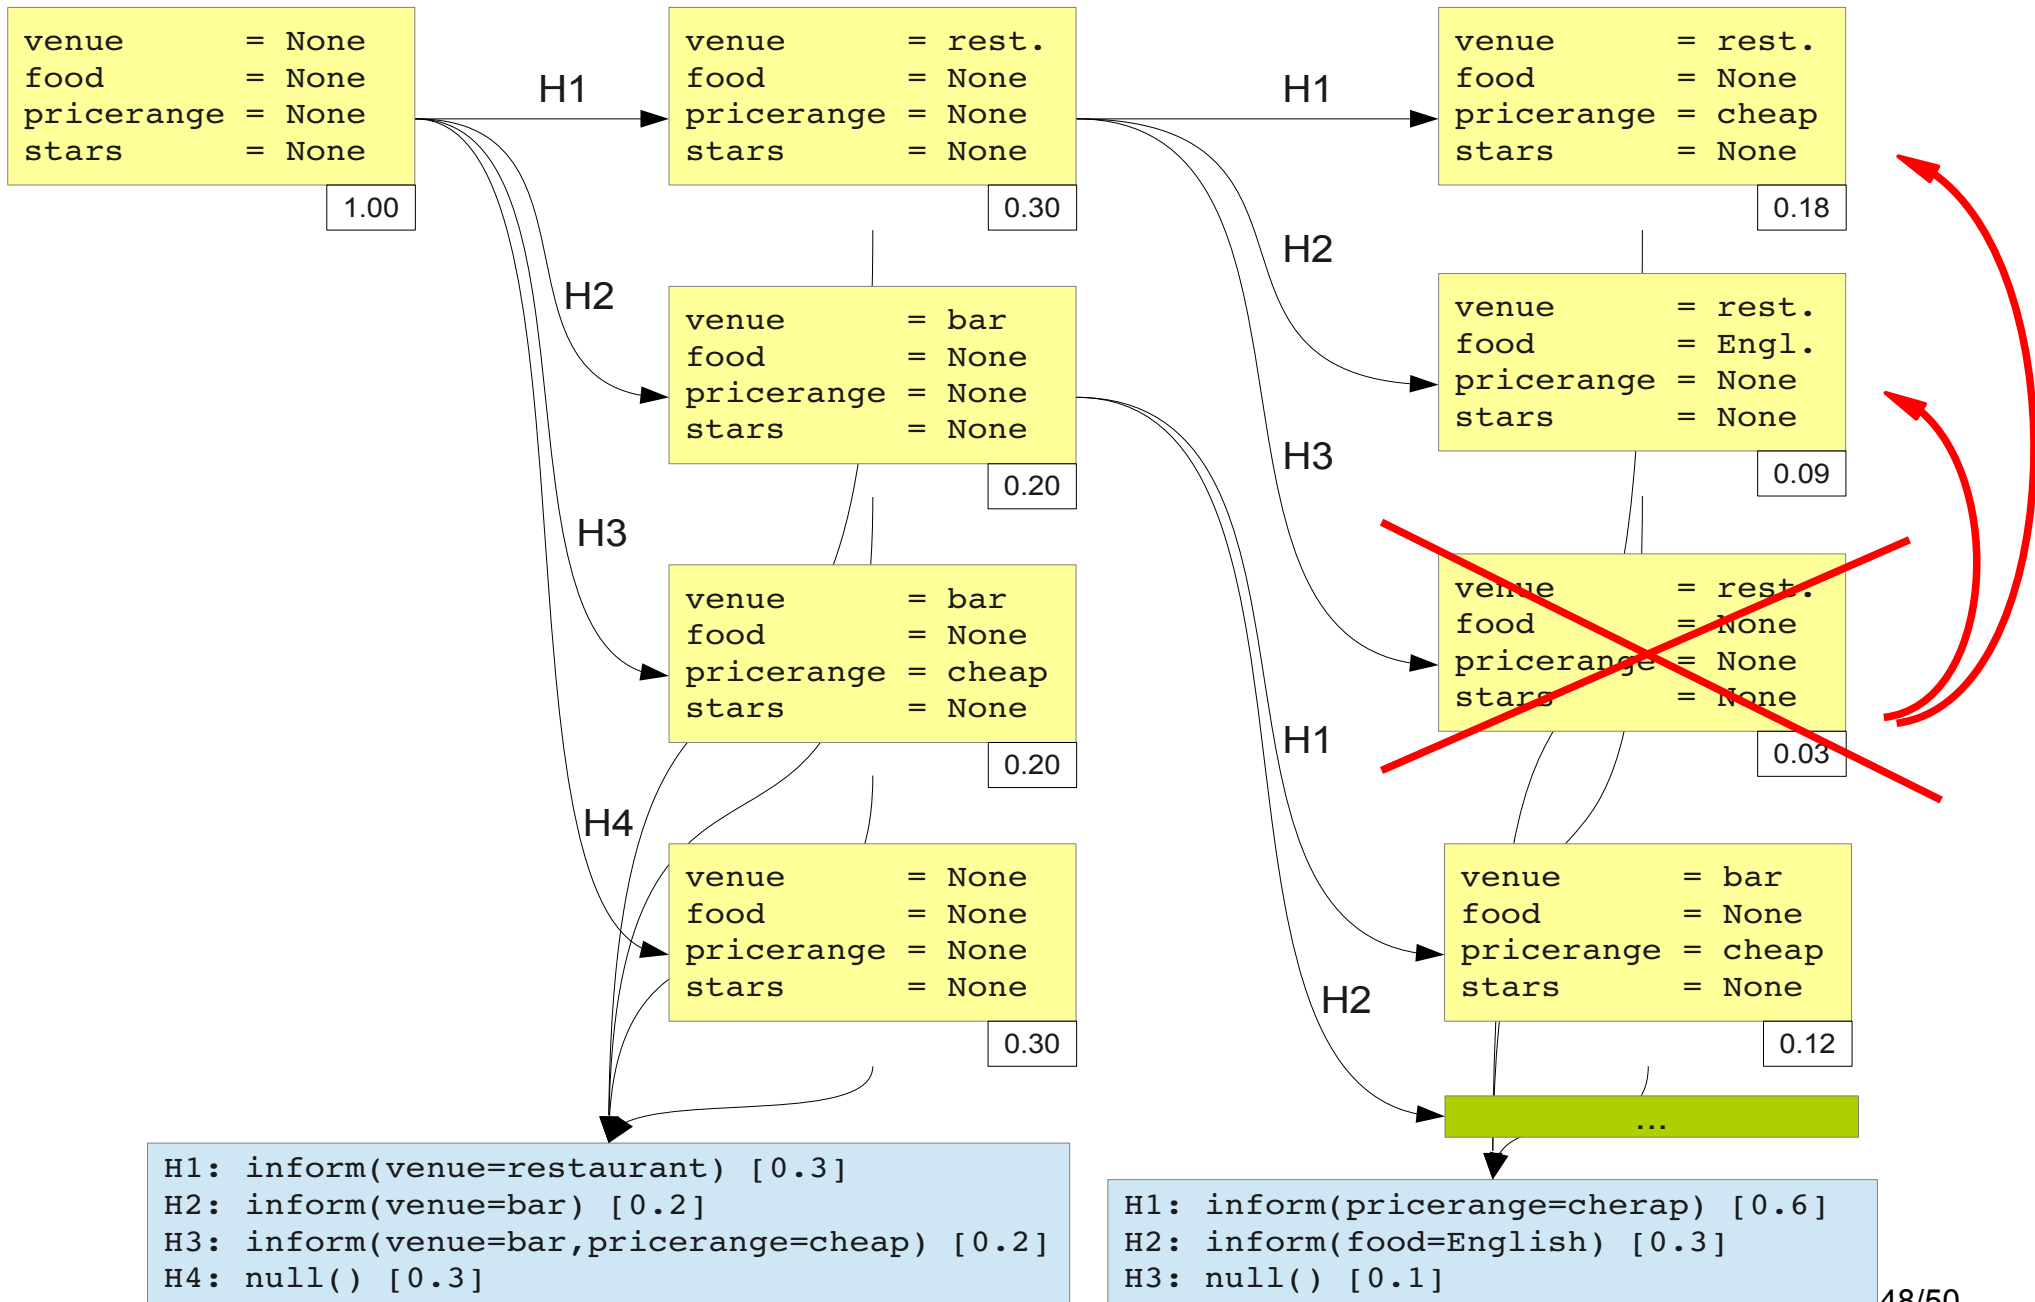 venue = None
food = None
pricerange = None
stars = None
1.00
H1
H2
H3
H4
venue = rest.
food = None
pricerange = None
stars = None
0.30
venue = bar
food = None
pricerange = None
stars = None
0.20
venue = bar
food = None
pricerange = cheap
stars = None
0.20
venue = None
food = None
pricerange = None
stars = None
0.30
H1
H2
H3
H1
H2
venue = rest.
food = None
pricerange = cheap
stars = None
0.18
venue = rest.
food = Engl.
pricerange = None
stars = None
0.09
venue = rest.
food = None
pricerange = None
stars = None
0.03
venue = bar
food = None
pricerange = cheap
stars = None
0.12
...
H1: inform(venue=restaurant) [0.3]
H2: inform(venue=bar) [0.2]
H3: inform(venue=bar,pricerange=cheap) [0.2]
H4: null() [0.3]
H1: inform(pricerange=cherap) [0.6]
H2: inform(food=English) [0.3]
H3: null() [0.1]
48/50